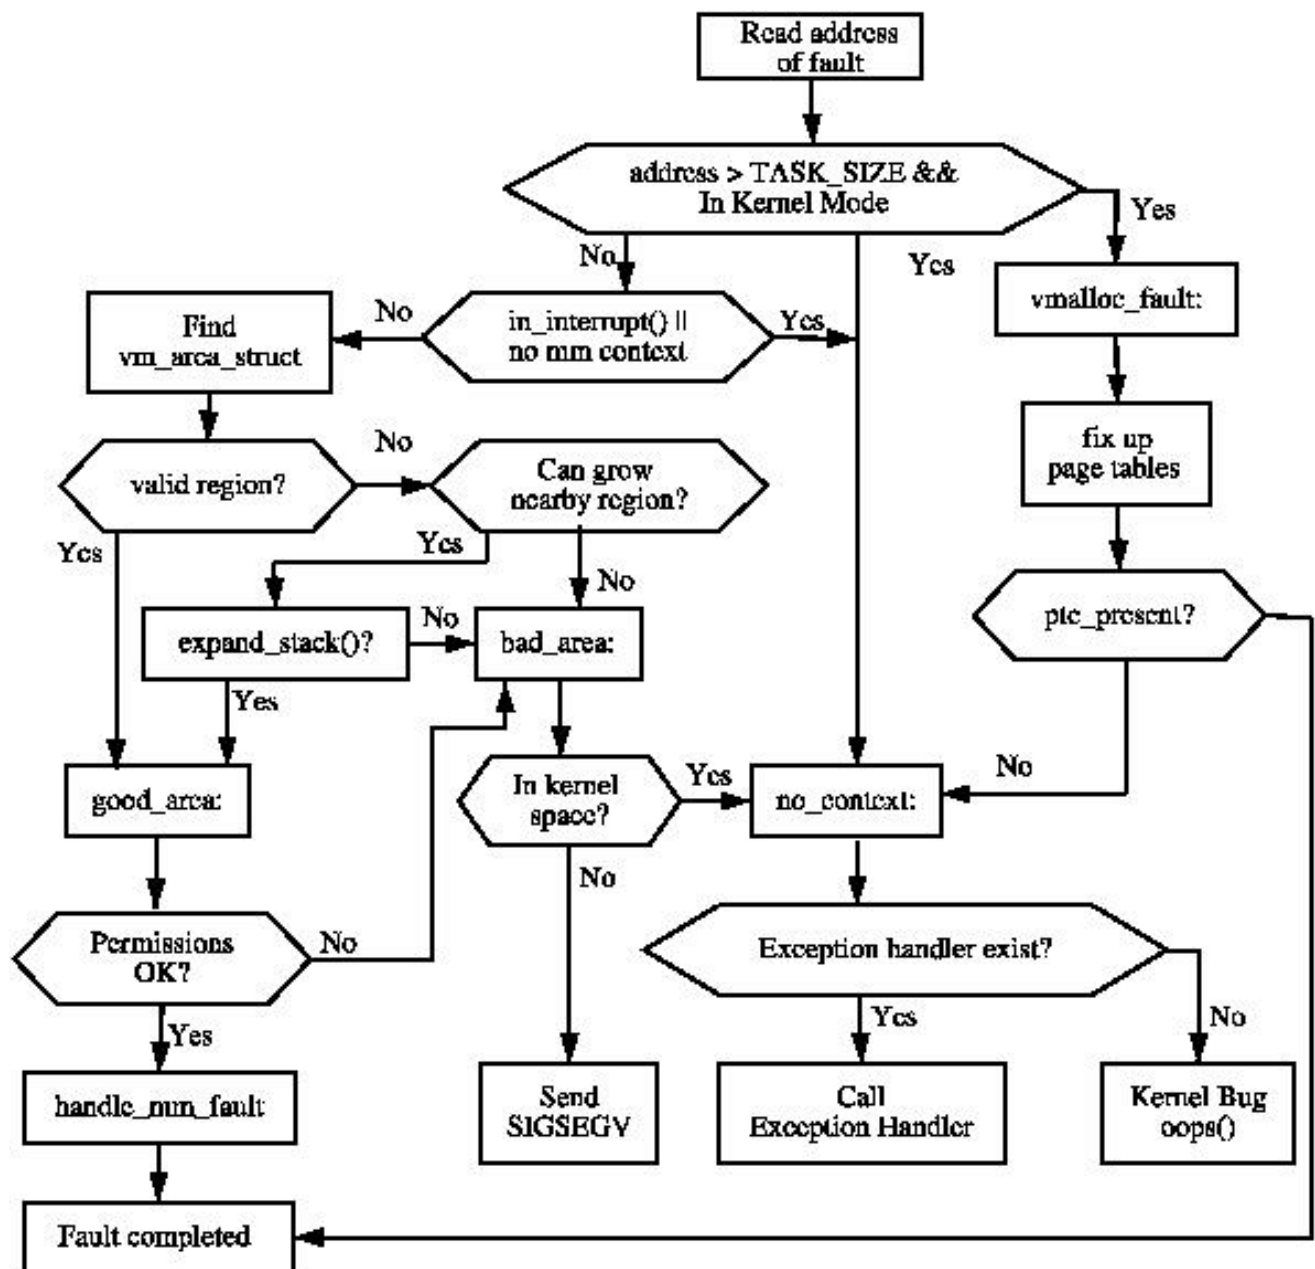 Read address
of fault
address > TASK_SIZE &&
In Kernel Mode
Yes
No
Yes
vmalloc_fault:
No
in_interrupt() ||
no mm context
Yes
Find
vm_area_struct
fix up
page tables
No
valid region?
Can grow
nearby region?
Yes
Yes
No
pte_present?
expand_stack()?
No
bad_area:
Yes
good_area:
In kernel
space?
Yes
no_context:
No
No
Permissions
OK?
No
Exception handler exist?
Yes
Yes
No
handle_mm_fault
Send
SIGSEGV
Call
Exception Handler
Kernel Bug
oops()
Fault completed